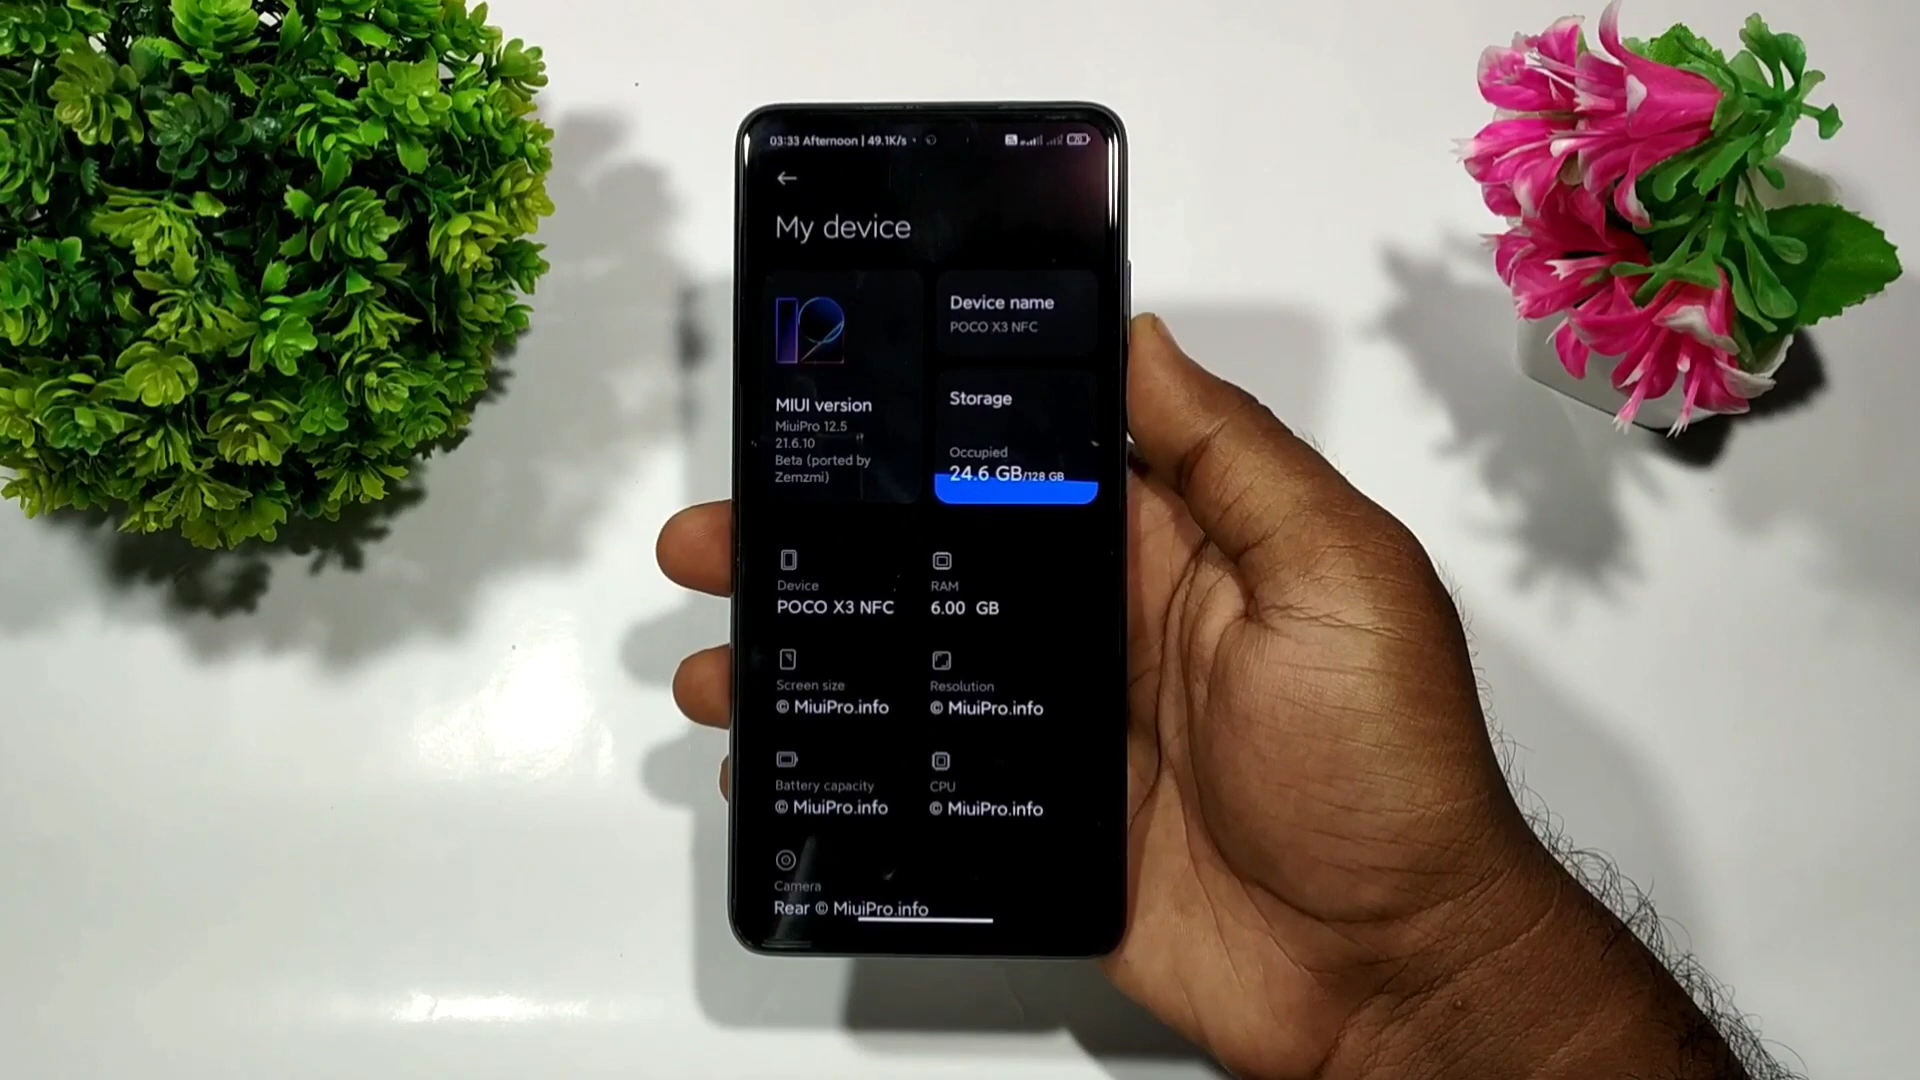 03:33 Afternoon | 49.1K/s
My device
12
MIUI version
MiuiPro 12.5
21.6.10
Beta (ported by
Zemzmi)
Device name
POCO X3 NFC
Storage
Occupied
24.6 GB/128 GB
Device
POCO X3 NFC
RAM
6.00 GB
Screen size
© MiuiPro.info
Resolution
© MiuiPro.info
Battery capacity
© MiuiPro.info
CPU
© MiuiPro.info
Camera
Rear © MiuiPro.info